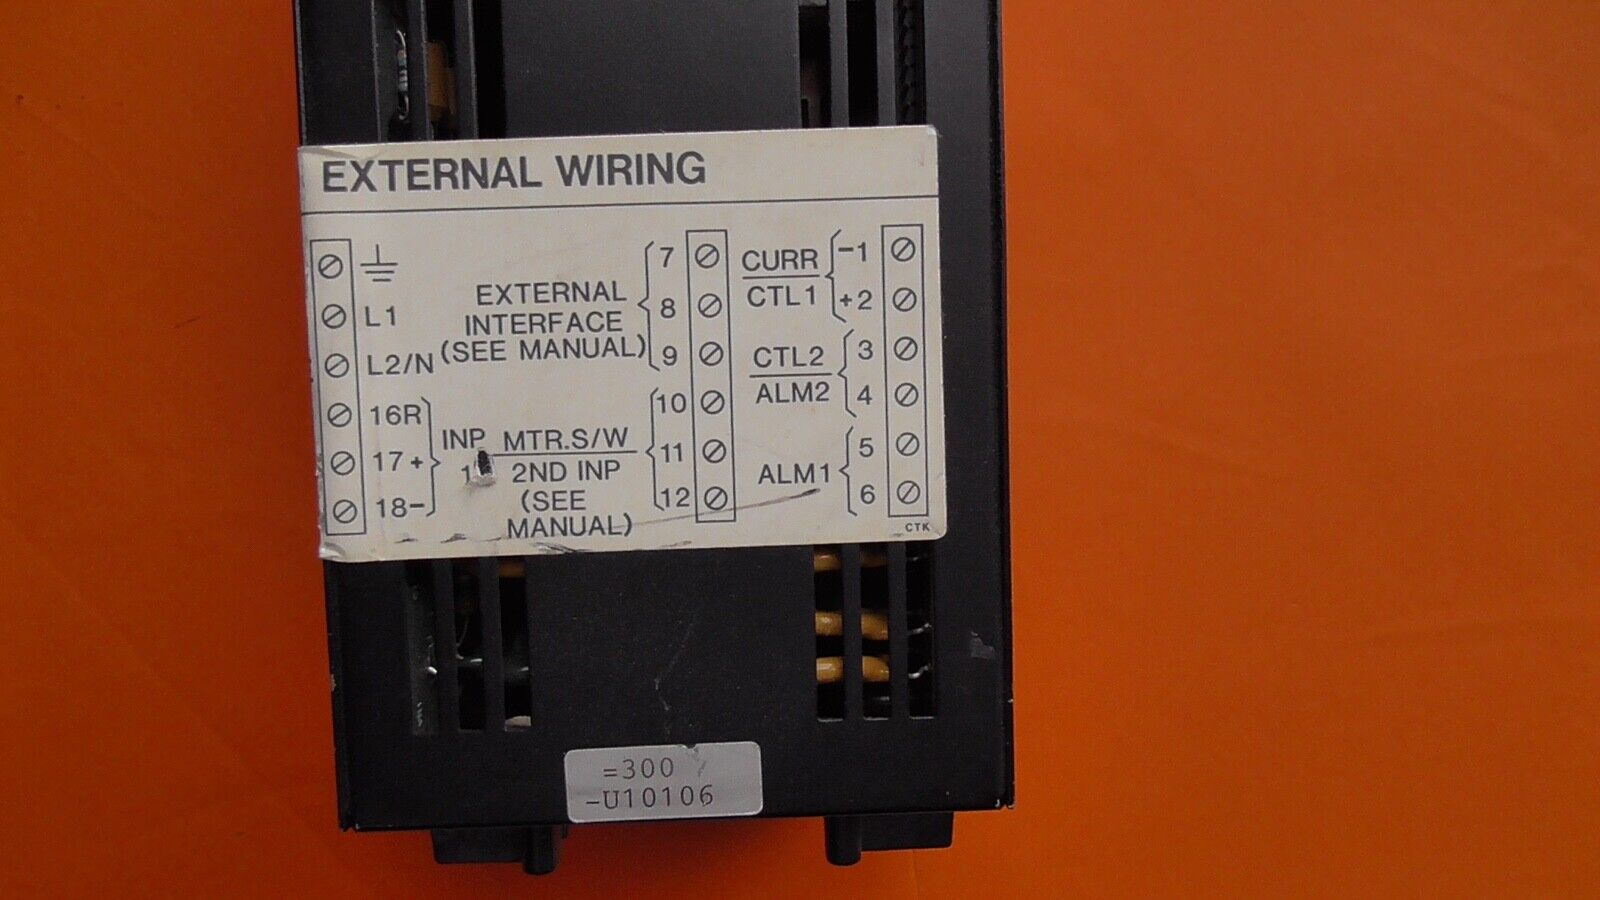 EXTERNAL WIRING
L1
L2/N
16R
17+
18-
INP
1
EXTERNAL
INTERFACE
(SEE MANUAL)
7
8
9
MTR.S/W
2ND INP
(SEE
MANUAL)
10
11
12
CURR
CTL1
-1
+2
CTL2
ALM2
3
4
ALM1
5
6
CTK
=300
-U10106